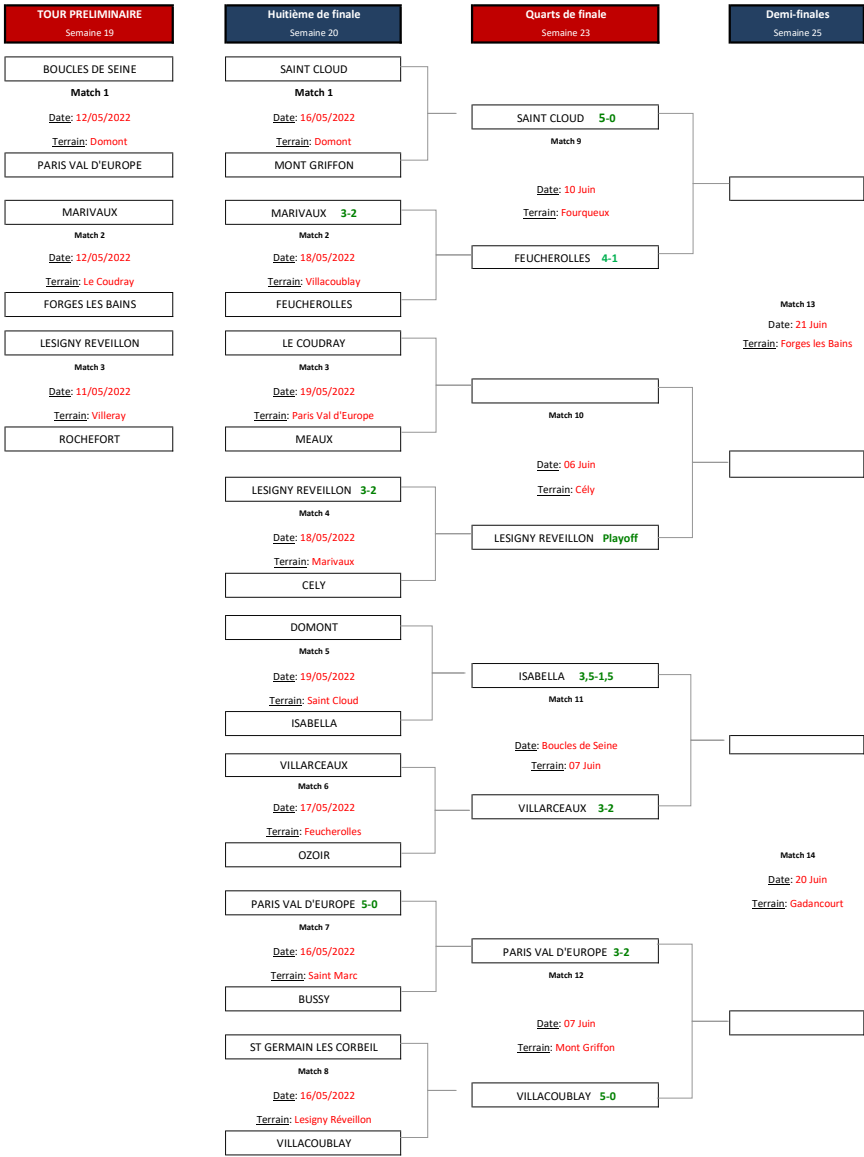 TOUR PRELIMINAIRE
Semaine 19
BOUCLES DE SEINE
Match 1
Date: 12/05/2022
Terrain: Domont
PARIS VAL D'EUROPE
MARIVAUX
Match 2
Date: 12/05/2022
Terrain: Le Coudray
FORGES LES BAINS
LESIGNY REVEILLON
Match 3
Date: 11/05/2022
Terrain: Villeray
ROCHEFORT
Huitième de finale
Semaine 20
SAINT CLOUD
Match 1
Date: 16/05/2022
Terrain: Domont
MONT GRIFFON
MARIVAUX 3-2
Match 2
Date: 18/05/2022
Terrain: Villacoublay
FEUCHEROLLES
LE COUDRAY
Match 3
Date: 19/05/2022
Terrain: Paris Val d'Europe
MEAUX
LESIGNY REVEILLON 3-2
Match 4
Date: 18/05/2022
Terrain: Marivaux
CELY
DOMONT
Match 5
Date: 19/05/2022
Terrain: Saint Cloud
ISABELLA
VILLARCEAUX
Match 6
Date: 17/05/2022
Terrain: Feucherolles
OZOIR
PARIS VAL D'EUROPE 5-0
Match 7
Date: 16/05/2022
Terrain: Saint Marc
BUSSY
ST GERMAIN LES CORBEIL
Match 8
Date: 16/05/2022
Terrain: Lesigny Réveillon
VILLACOUBLAY
Quarts de finale
Semaine 23
SAINT CLOUD 5-0
Match 9
Date: 10 Juin
Terrain: Fourqueux
FEUCHEROLLES 4-1
Match 10
Date: 06 Juin
Terrain: Cély
LESIGNY REVEILLON Playoff
ISABELLA 3,5-1,5
Match 11
Date: Boucles de Seine
Terrain: 07 Juin
VILLARCEAUX 3-2
PARIS VAL D'EUROPE 3-2
Match 12
Date: 07 Juin
Terrain: Mont Griffon
VILLACOUBLAY 5-0
Demi-finales
Semaine 25
Match 13
Date: 21 Juin
Terrain: Forges les Bains
Match 14
Date: 20 Juin
Terrain: Gadancourt